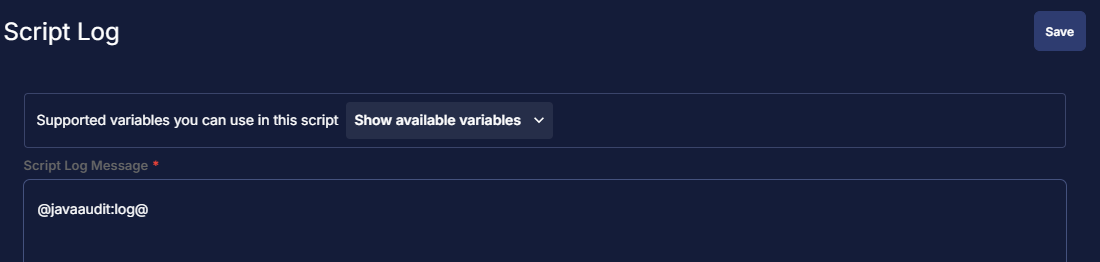 Script Log
Save
Supported variables you can use in this script
Show available variables
Script Log Message *
@javaaudit:log@